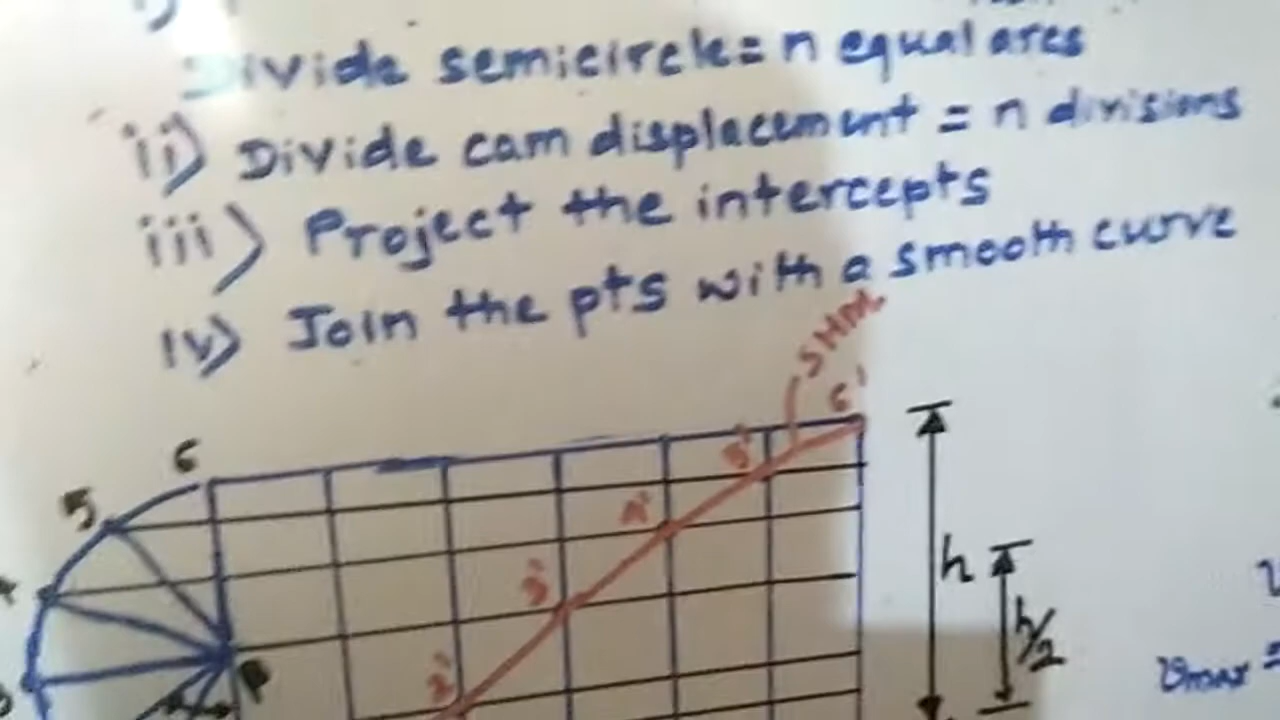 Divide semicircle = n equal arcs
ii) Divide cam displacement = n divisions
iii) Project the intercepts
iv) Join the pts with a smooth curve
SHM
6'
6
5'
5
4'
h
3'
h/2
P
2'
vmax =